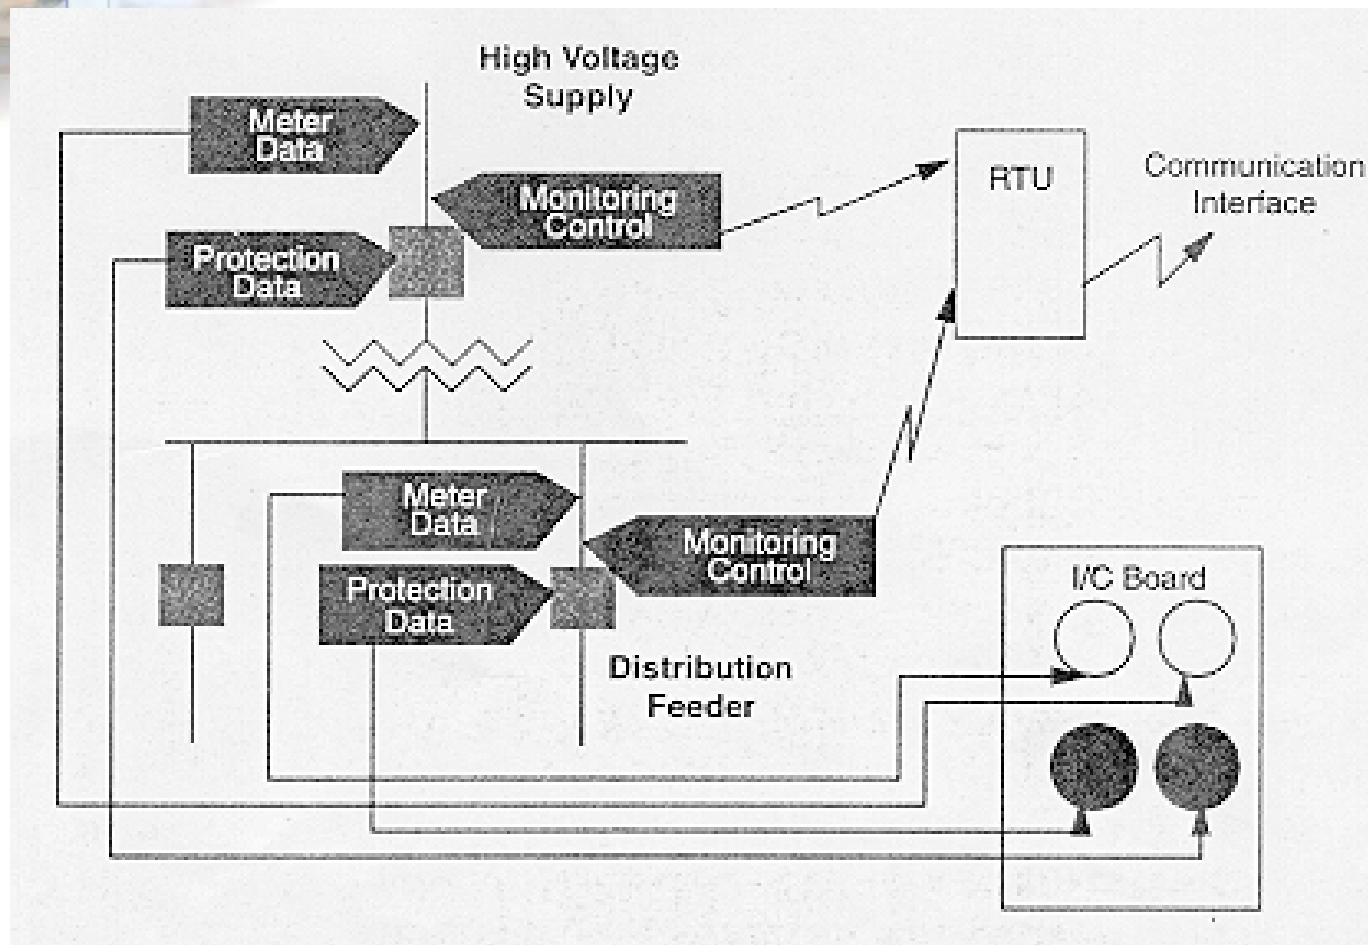 High Voltage
Supply
Meter
Data
Monitoring
Control
RTU
Communication
Interface
Protection
Data
Meter
Data
Monitoring
Control
Protection
Data
I/C Board
Distribution
Feeder